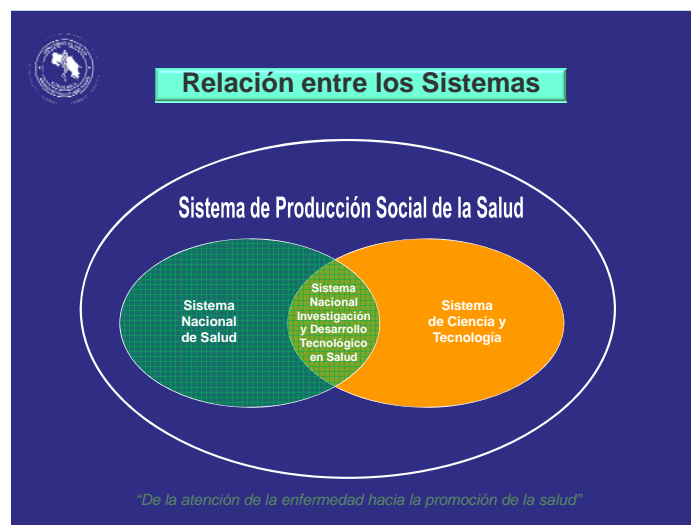 Relación entre los Sistemas
Sistema de Producción Social de la Salud
Sistema
Nacional
de Salud
Sistema
Nacional
Investigación
y Desarrollo
Tecnológico
en Salud
Sistema
de Ciencia y
Tecnología
“De la atención de la enfermedad hacia la promoción de la salud”